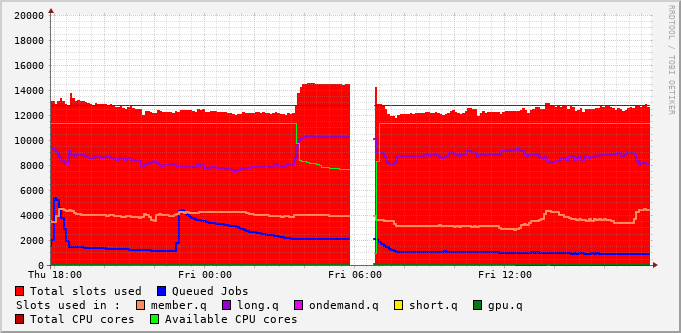 20000
18000
16000
14000
12000
10000
8000
6000
4000
2000
0
Thu 18:00 Fri 00:00 Fri 06:00 Fri 12:00
RRDTOOL / TOBI OETIKER
Total slots used Queued Jobs
Slots used in : member.q long.q ondemand.q short.q gpu.q
Total CPU cores Available CPU cores